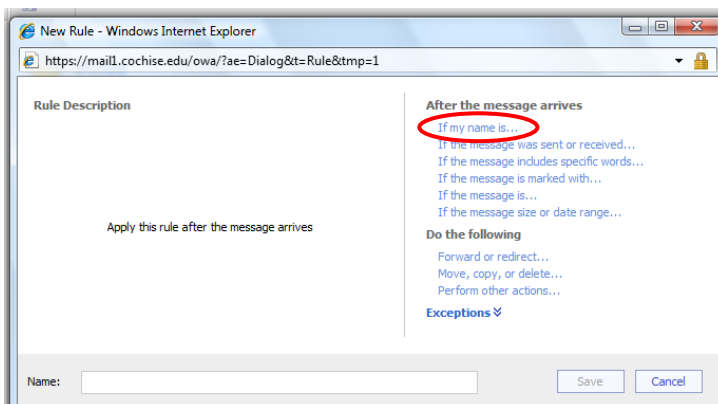 New Rule - Windows Internet Explorer
https://mail1.cochise.edu/owa/?ae=Dialog&t=Rule&tmp=1
Rule Description
Apply this rule after the message arrives
After the message arrives
If my name is...
If the message was sent or received...
If the message includes specific words...
If the message is marked with...
If the message is...
If the message size or date range...
Do the following
Forward or redirect...
Move, copy, or delete...
Perform other actions...
Exceptions
Name:
Save
Cancel